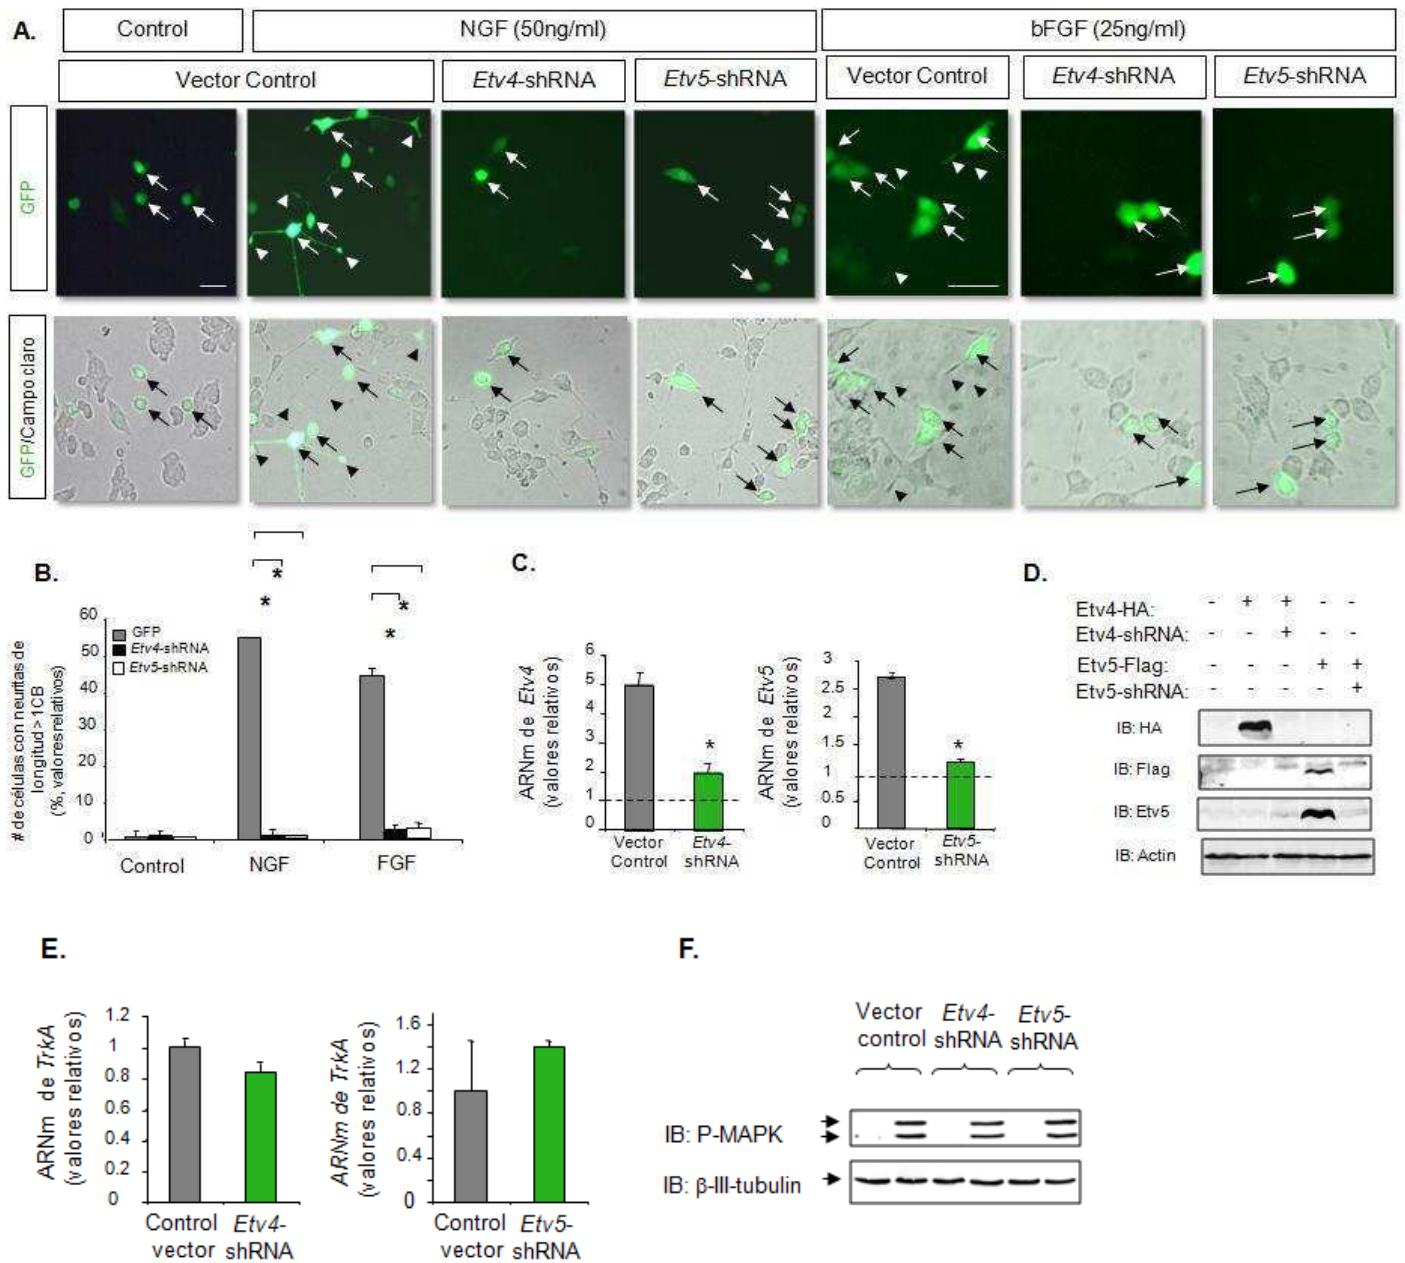 A.
Control
NGF (50ng/ml)
bFGF (25ng/ml)
Vector Control
Etv4-shRNA
Etv5-shRNA
Vector Control
Etv4-shRNA
Etv5-shRNA
GFP
GFP/Campo claro
B.
# de células con neuritas de
longitud > 1CB
(%, valores relativos)
60
50
40
30
20
10
0
GFP
Etv4-shRNA
Etv5-shRNA
*
*
*
*
Control
NGF
FGF
C.
ARNm de Etv4
(valores relativos)
6
5
4
3
2
1
0
*
Vector
Control
Etv4-
shRNA
ARNm de Etv5
(valores relativos)
3
2.5
2
1.5
1
0.5
0
*
Vector
Control
Etv5-
shRNA
D.
Etv4-HA: - + + - -
Etv4-shRNA: - - + - -
Etv5-Flag: - - - + +
Etv5-shRNA: - - - - +
IB: HA
IB: Flag
IB: Etv5
IB: Actin
E.
ARNm de TrkA
(valores relativos)
1.2
1
0.8
0.6
0.4
0.2
0
Control
vector
Etv4-
shRNA
ARNm de TrkA
(valores relativos)
1.6
1.2
0.8
0.4
0
Control
vector
Etv5-
shRNA
F.
Vector
control
Etv4-
shRNA
Etv5-
shRNA
IB: P-MAPK
IB: β-III-tubulin